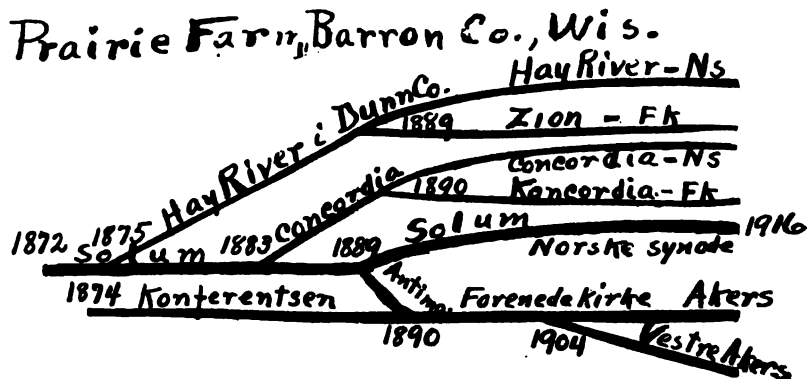 Prairie Farm, Barron Co., Wis.
Hay River - Ns
Hay River i Dunn Co.
1889 Zion - Fk
Concordia - Ns
Concordia
1890 Koncordia - Fk
Solum 1916
1872 1875 Solum 1883 1889
Norske synode
1874 Konferentsen
Antimo.
Forenede kirke Akers
1890 1904
Vestre Akers